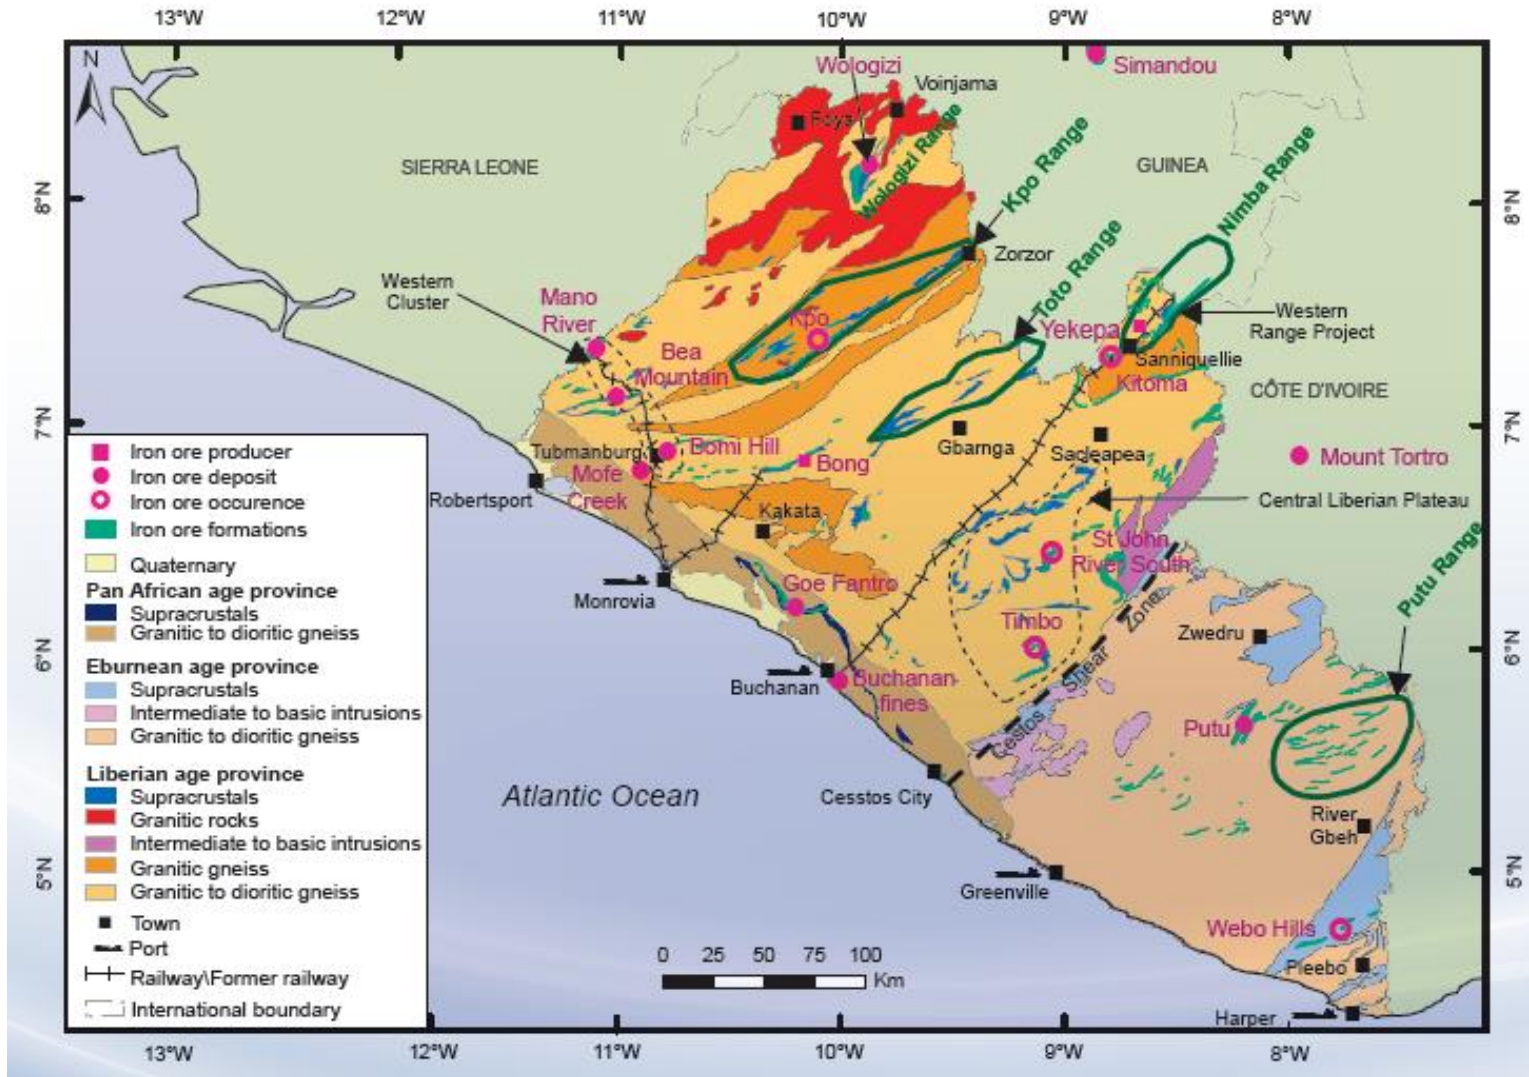 13°W
12°W
11°W
10°W
9°W
8°W
N
Wologizi
Simandou
Voinjama
Foya
SIERRA LEONE
GUINEA
Wologizi Range
Kpo Range
Nimba Range
8°N
8°N
Zorzor
Toto Range
Western
Cluster
Mano
River
Kpo
Yekepa
Western
Range Project
Bea
Mountain
Sanniquellie
Kitoma
CÔTE D'IVOIRE
7°N
7°N
Tubmanburg
Bomi Hill
Bong
Gbarnga
Sacleapea
Mount Tortro
Mofe
Creek
Robertsport
Kakata
Central Liberian Plateau
St John
River South
Putu Range
Monrovia
Goe Fantro
Timbo
Zwedru
6°N
6°N
Buchanan
Buchanan
fines
Cestos Shear Zone
Putu
Atlantic Ocean
Cesstos City
River
Gbeh
5°N
5°N
Greenville
Webo Hills
Pleebo
Harper
0 25 50 75 100
Km
Iron ore producer
Iron ore deposit
Iron ore occurence
Iron ore formations
Quaternary
Pan African age province
Supracrustals
Granitic to dioritic gneiss
Eburnean age province
Supracrustals
Intermediate to basic intrusions
Granitic to dioritic gneiss
Liberian age province
Supracrustals
Granitic rocks
Intermediate to basic intrusions
Granitic gneiss
Granitic to dioritic gneiss
Town
Port
Railway\Former railway
International boundary
13°W
12°W
11°W
10°W
9°W
8°W